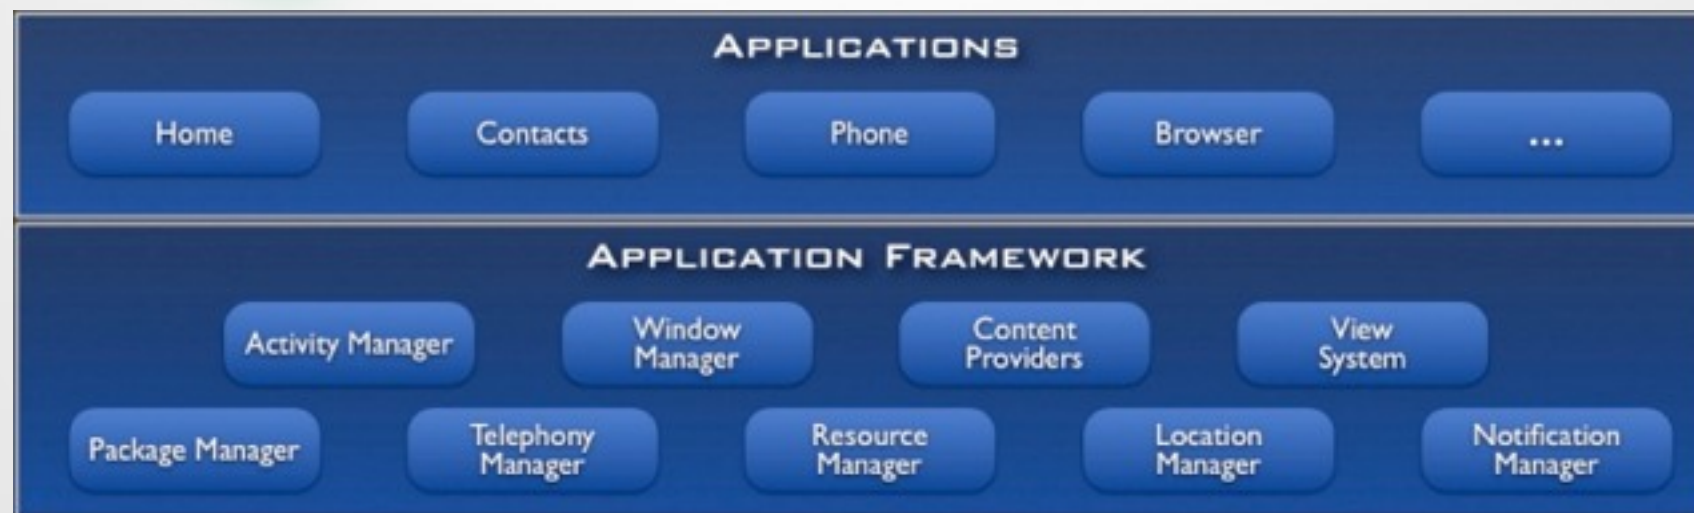 APPLICATIONS
Home
Contacts
Phone
Browser
...
APPLICATION FRAMEWORK
Activity Manager
Window
Manager
Content
Providers
View
System
Package Manager
Telephony
Manager
Resource
Manager
Location
Manager
Notification
Manager